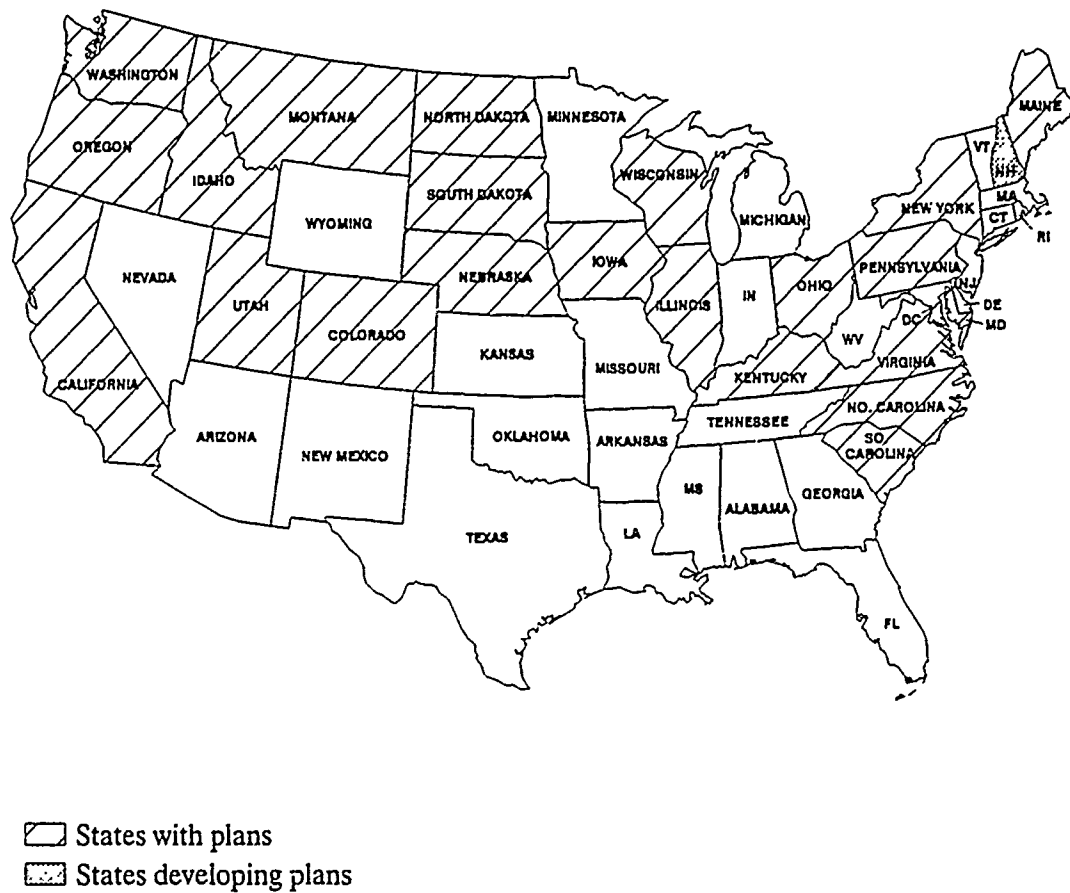 WASHINGTON
MONTANA
NORTH DAKOTA
MINNESOTA
MAINE
OREGON
IDAHO
WISCONSIN
VT
NH
SOUTH DAKOTA
MA
WYOMING
MICHIGAN
NEW YORK
CT
RI
NEVADA
NEBRASKA
IOWA
PENNSYLVANIA
UTAH
ILLINOIS
IN
OHIO
NJ
DE
COLORADO
DC
MD
KANSAS
WV
MISSOURI
VIRGINIA
CALIFORNIA
KENTUCKY
NO. CAROLINA
TENNESSEE
ARIZONA
OKLAHOMA
ARKANSAS
SO.
CAROLINA
NEW MEXICO
MS
GEORGIA
ALABAMA
TEXAS
LA
FL
States with plans
States developing plans